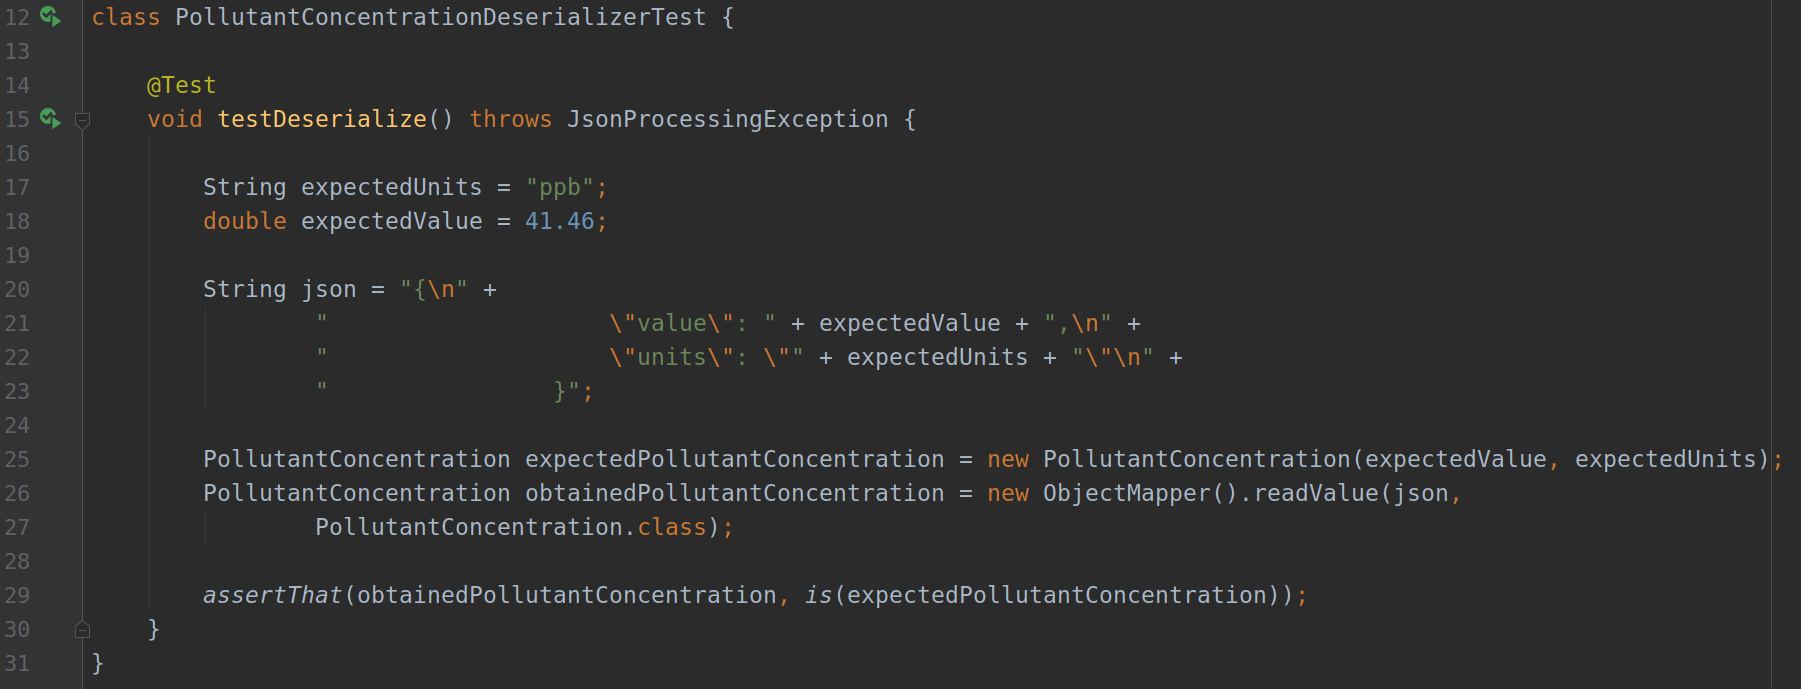 12 class PollutantConcentrationDeserializerTest {
13
14     @Test
15     void testDeserialize() throws JsonProcessingException {
16
17         String expectedUnits = "ppb";
18         double expectedValue = 41.46;
19
20         String json = "{\n" +
21                 "                    \"value\": " + expectedValue + ",\n" +
22                 "                    \"units\": \"" + expectedUnits + "\"\n" +
23                 "                }";
24
25         PollutantConcentration expectedPollutantConcentration = new PollutantConcentration(expectedValue, expectedUnits);
26         PollutantConcentration obtainedPollutantConcentration = new ObjectMapper().readValue(json,
27                 PollutantConcentration.class);
28
29         assertThat(obtainedPollutantConcentration, is(expectedPollutantConcentration));
30     }
31 }